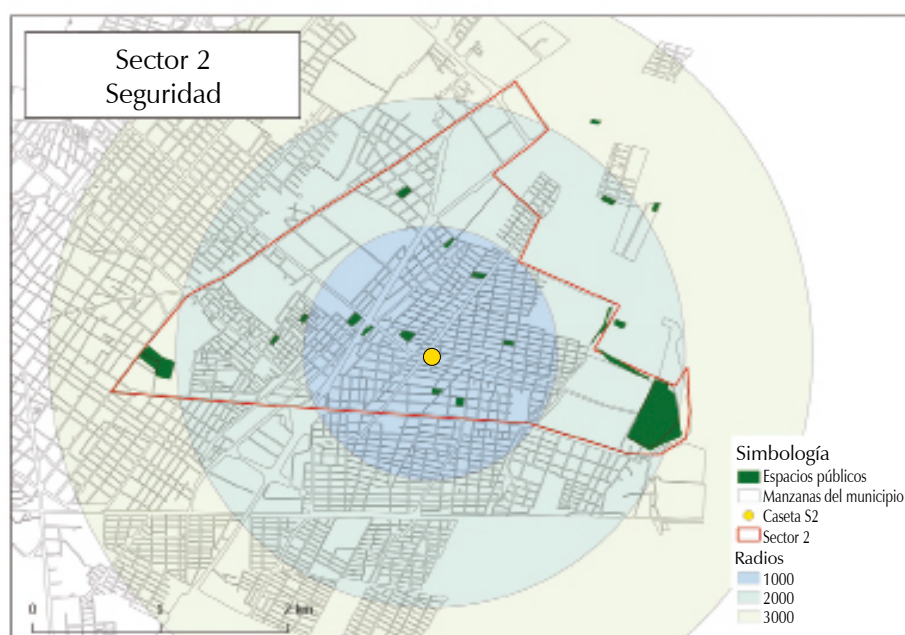 Sector 2
Seguridad
Simbología
Espacios públicos
Manzanas del municipio
Caseta S2
Sector 2
Radios
1000
2000
3000
0 1 2 km